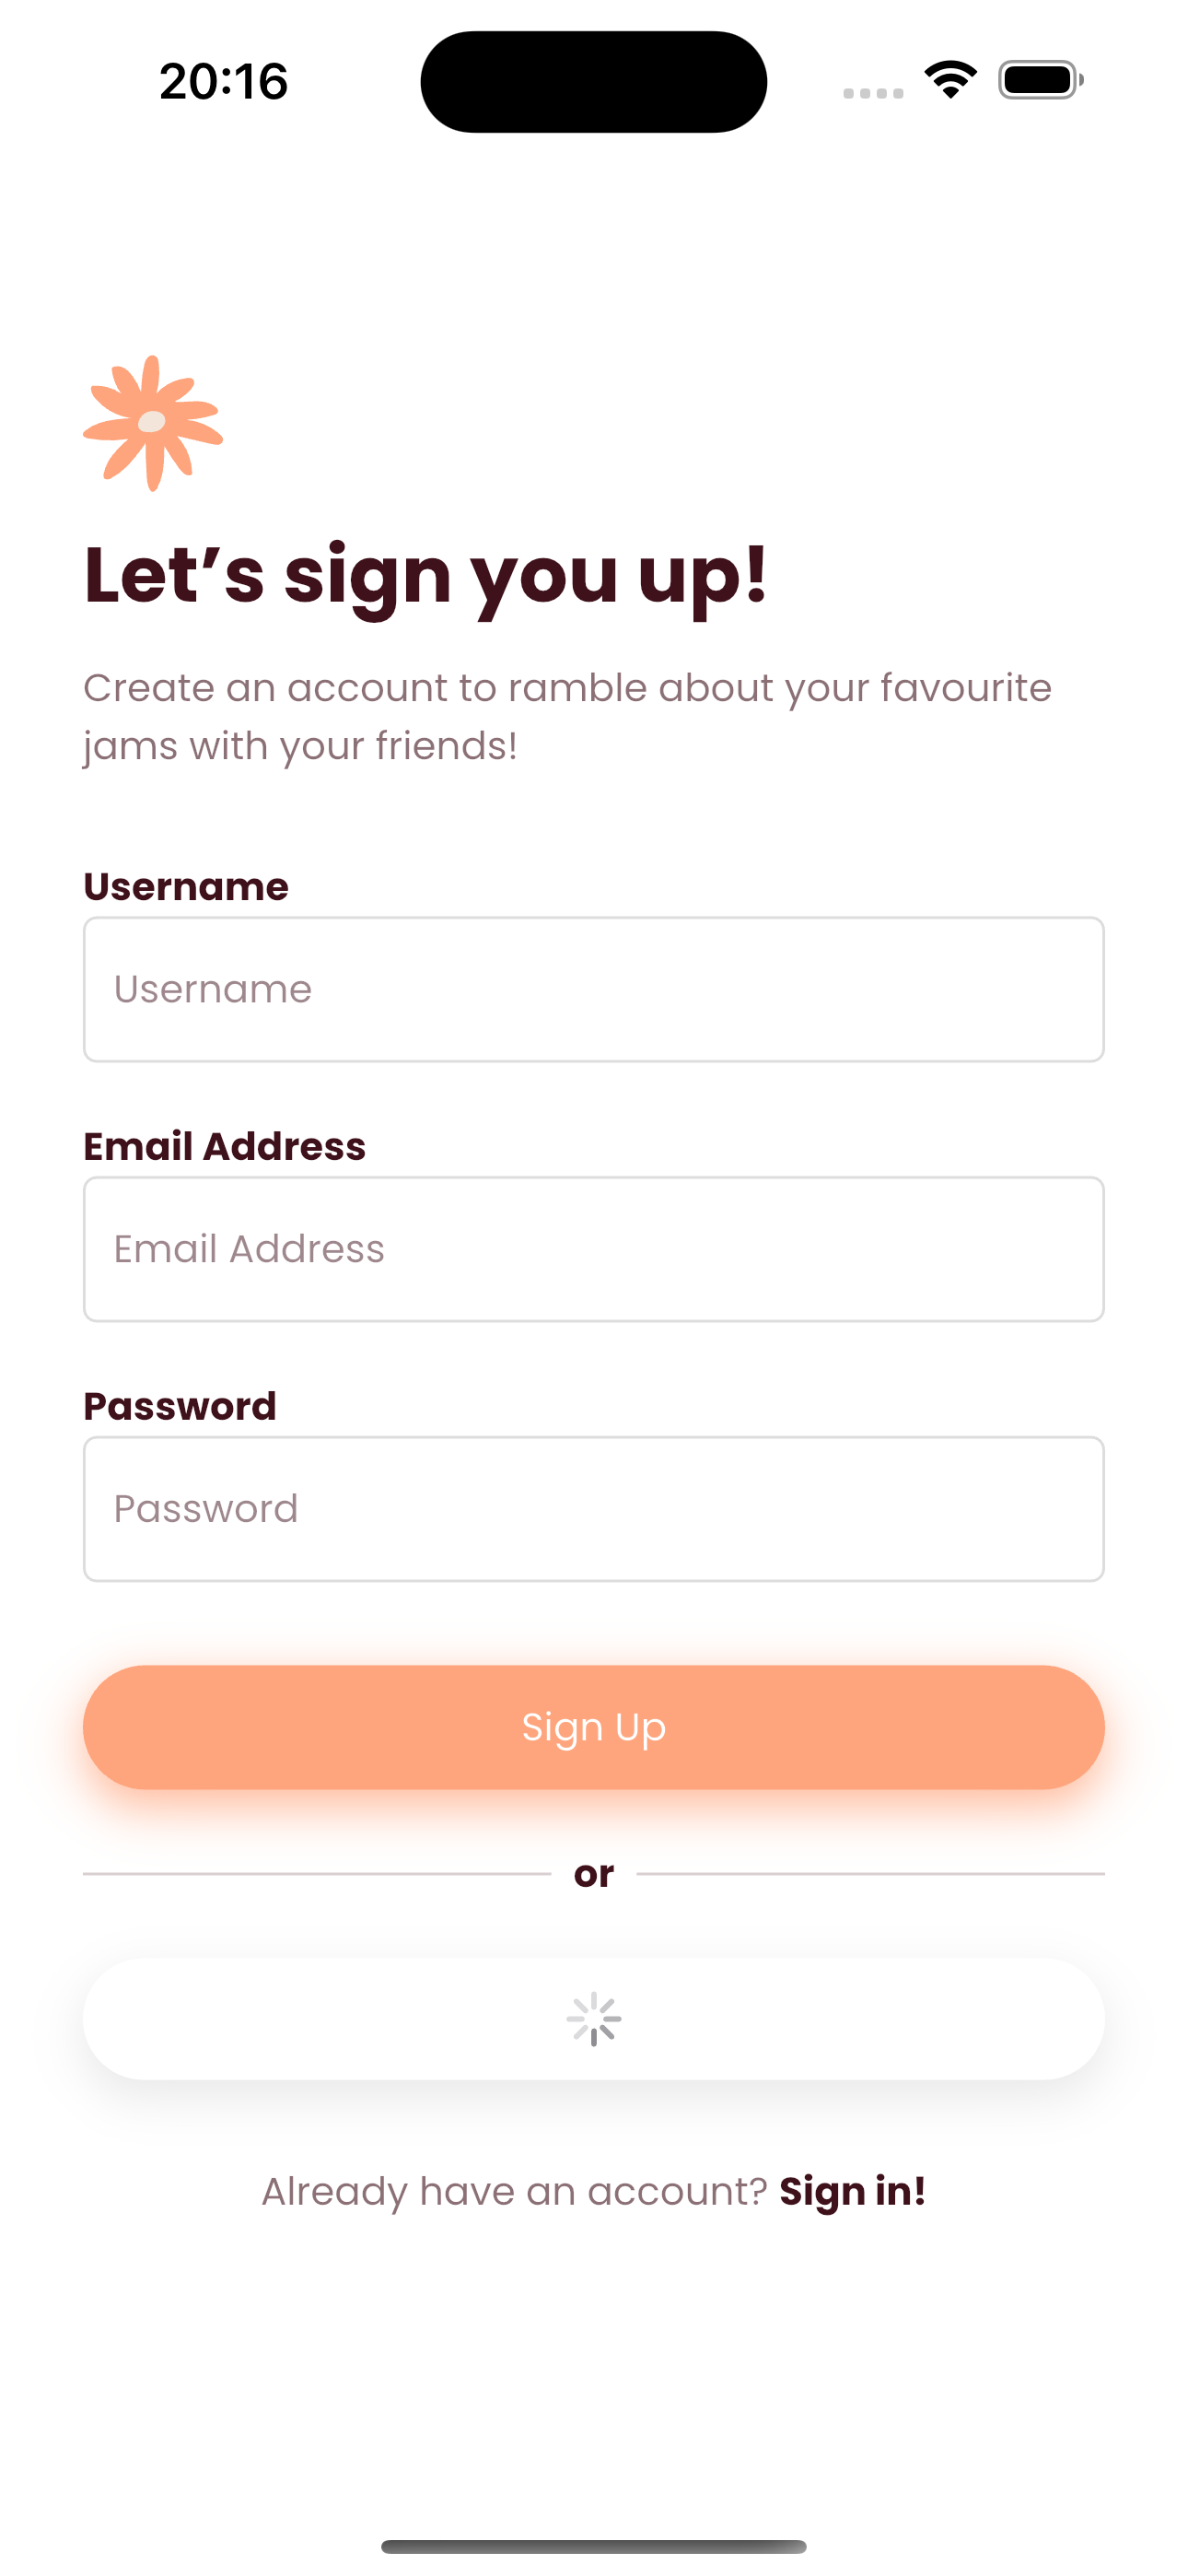 20:16
Let’s sign you up!
Create an account to ramble about your favourite
jams with your friends!
Username
Username
Email Address
Email Address
Password
Password
Sign Up
or
Already have an account? Sign in!